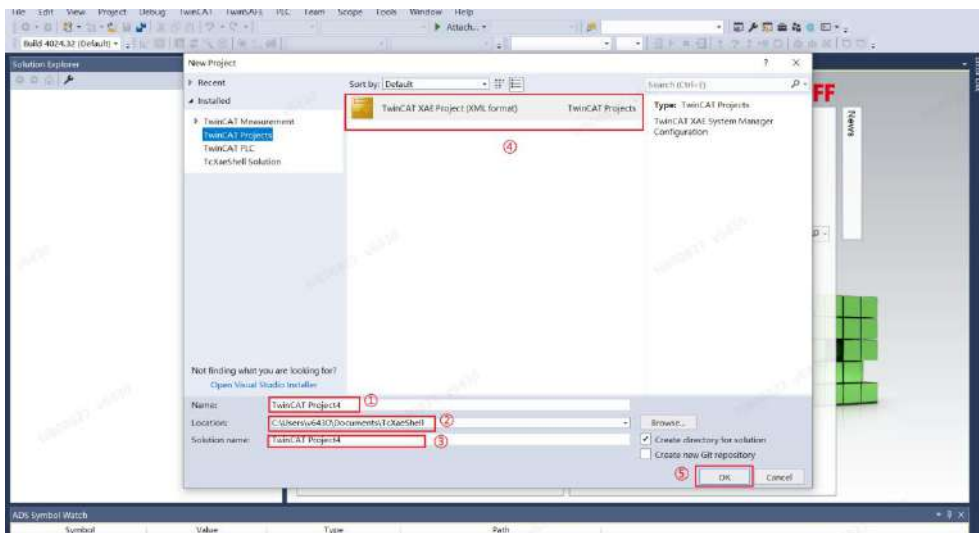 File Edit View Project Debug TwinCAT TwinSAFE PLC Team Scope Tools Window Help
Attach...
Build 4024.32 (Default)
Solution Explorer
New Project ? ×
Recent
Sort by: Default
Search (Ctrl+E)
FF
Installed
TwinCAT Measurement
TwinCAT Projects
TwinCAT PLC
TcXaeShell Solution
TwinCAT XAE Project (XML format) TwinCAT Projects
④
Type: TwinCAT Projects
TwinCAT XAE System Manager
Configuration
News
Not finding what you are looking for?
Open Visual Studio Installer
Name: TwinCAT Project4 ①
Location: C:\Users\v6430\Documents\TcXaeShell ② Browse...
Solution name: TwinCAT Project4 ③
Create directory for solution
Create new Git repository
⑤ OK Cancel
ADS Symbol Watch
Symbol Value Type Path